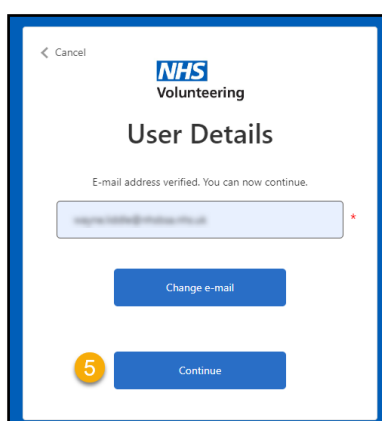 Cancel
NHS
Volunteering
User Details
E-mail address verified. You can now continue.
*
Change e-mail
5
Continue